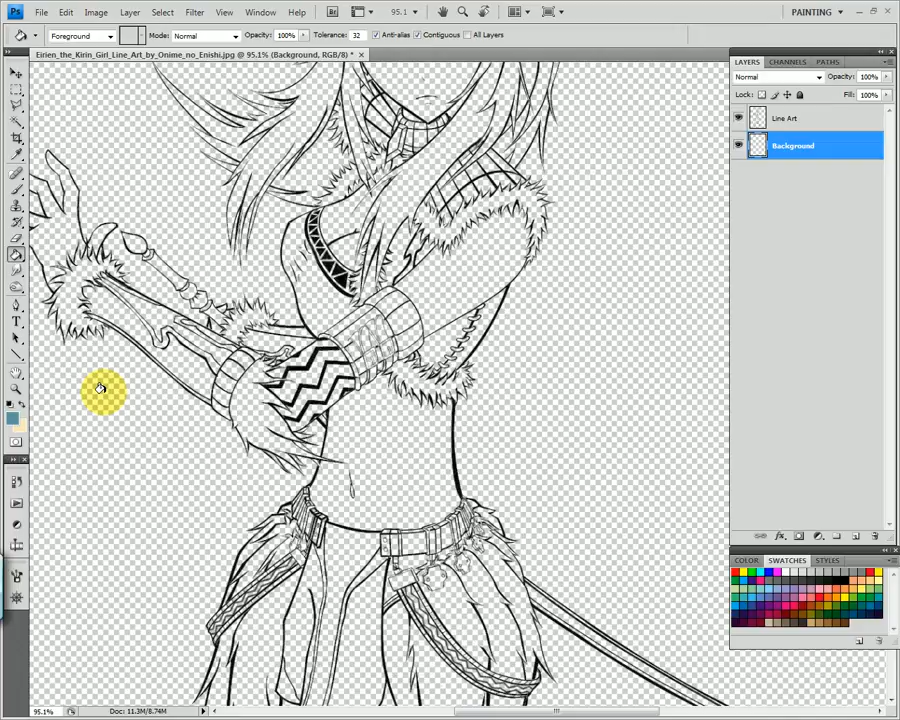 Ps File Edit Image Layer Select Filter View Window Help Br 95.1 PAINTING
Foreground Mode: Normal Opacity: 100% Tolerance: 32 Anti-alias Contiguous All Layers
Eirien_the_Kirin_Girl_Line_Art_by_Onime_no_Enishi.jpg @ 95.1% (Background, RGB/8) *
LAYERS CHANNELS PATHS
Normal Opacity: 100%
Lock: Fill: 100%
Line Art
Background
fx
COLOR SWATCHES STYLES
95.1% Doc: 11.3M/8.74M